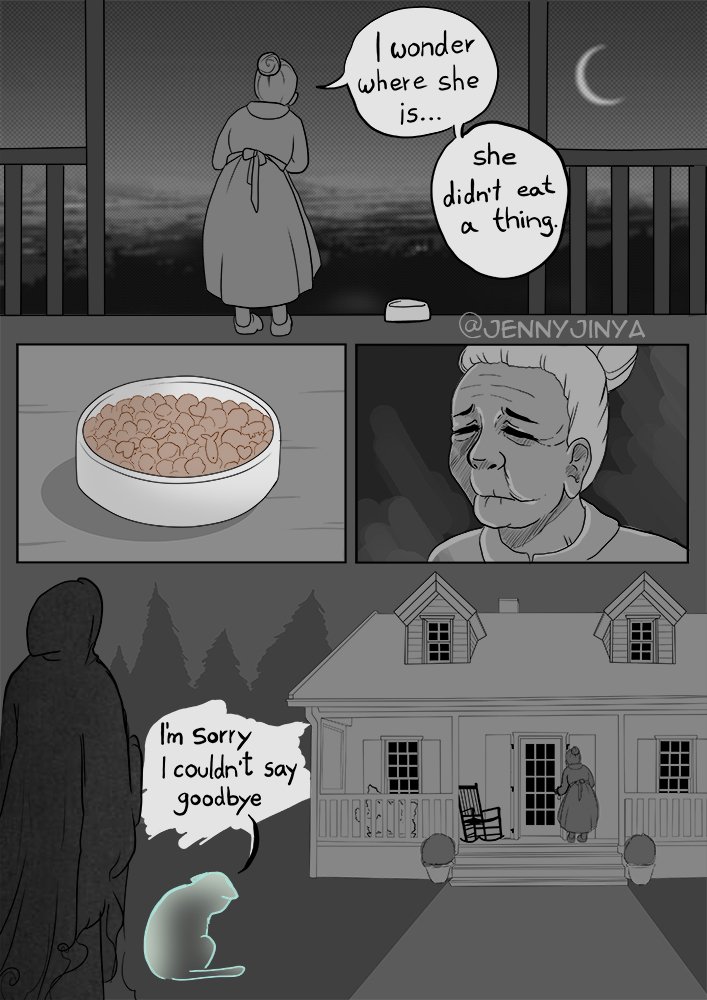 I wonder
where she
is...
she
didn't eat
a thing.
@JENNYJINYA
I'm sorry
I couldn't say
goodbye